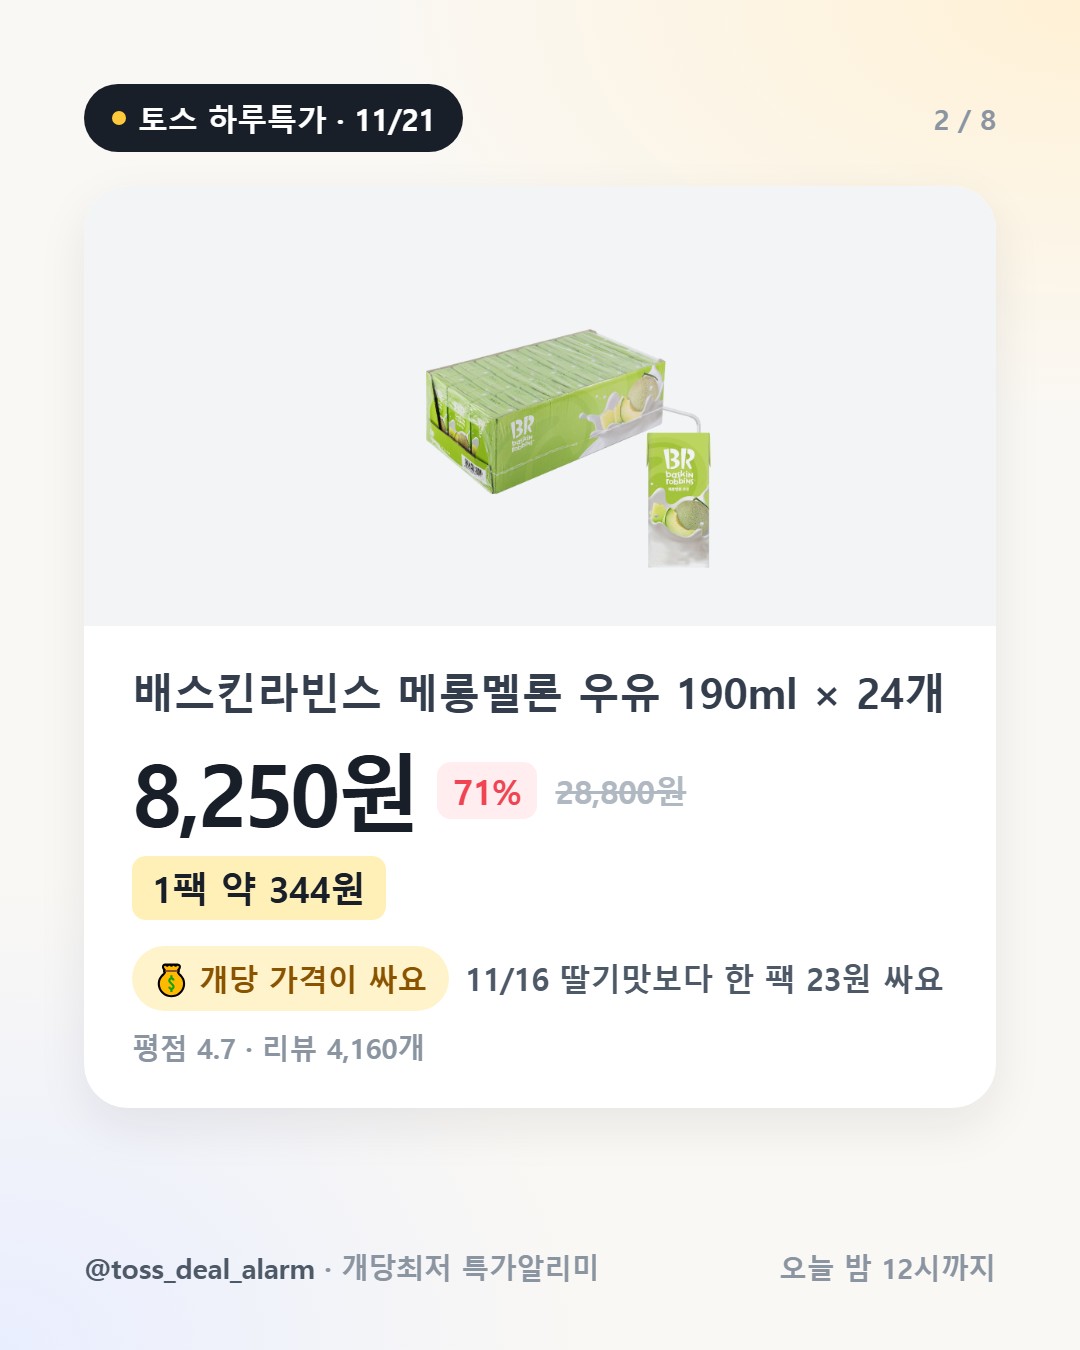 토스 하루특가 · 11/21
2 / 8
BR
baskin
robbins
BR
baskin
robbins
배스킨라빈스 메롱멜론 우유 190ml × 24개
8,250원 71% 28,800원
1팩 약 344원
개당 가격이 싸요 11/16 딸기맛보다 한 팩 23원 싸요
평점 4.7 · 리뷰 4,160개
@toss_deal_alarm · 개당최저 특가알리미
오늘 밤 12시까지